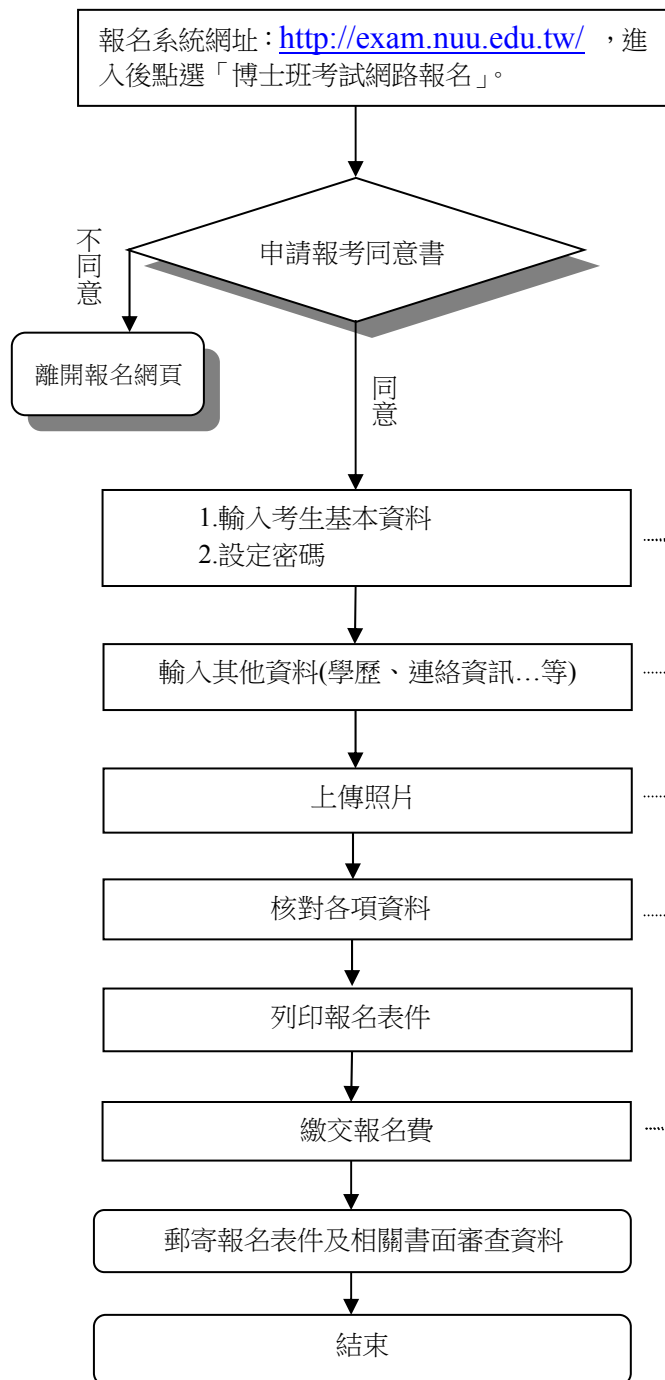 報名系統網址：http://exam.nuu.edu.tw/ ，進
入後點選「博士班考試網路報名」。
申請報考同意書
不同意
離開報名網頁
同意
1.輸入考生基本資料
2.設定密碼
輸入其他資料(學歷、連絡資訊…等)
上傳照片
核對各項資料
列印報名表件
繳交報名費
郵寄報名表件及相關書面審查資料
結束